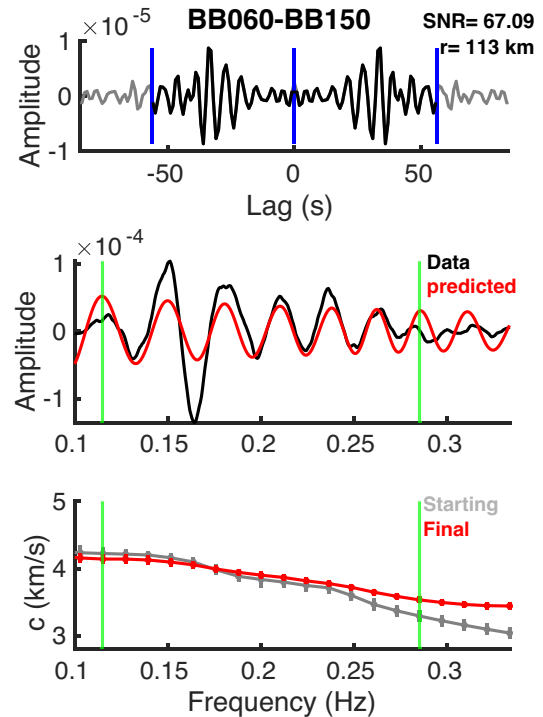 BB060-BB150
SNR= 67.09
r= 113 km
×10⁻⁵
1
0
-1
Amplitude
-50
0
50
Lag (s)
×10⁻⁴
1
0
-1
Amplitude
Data
predicted
0.1
0.15
0.2
0.25
0.3
5
4
3
c (km/s)
Starting
Final
0.1
0.15
0.2
0.25
0.3
Frequency (Hz)